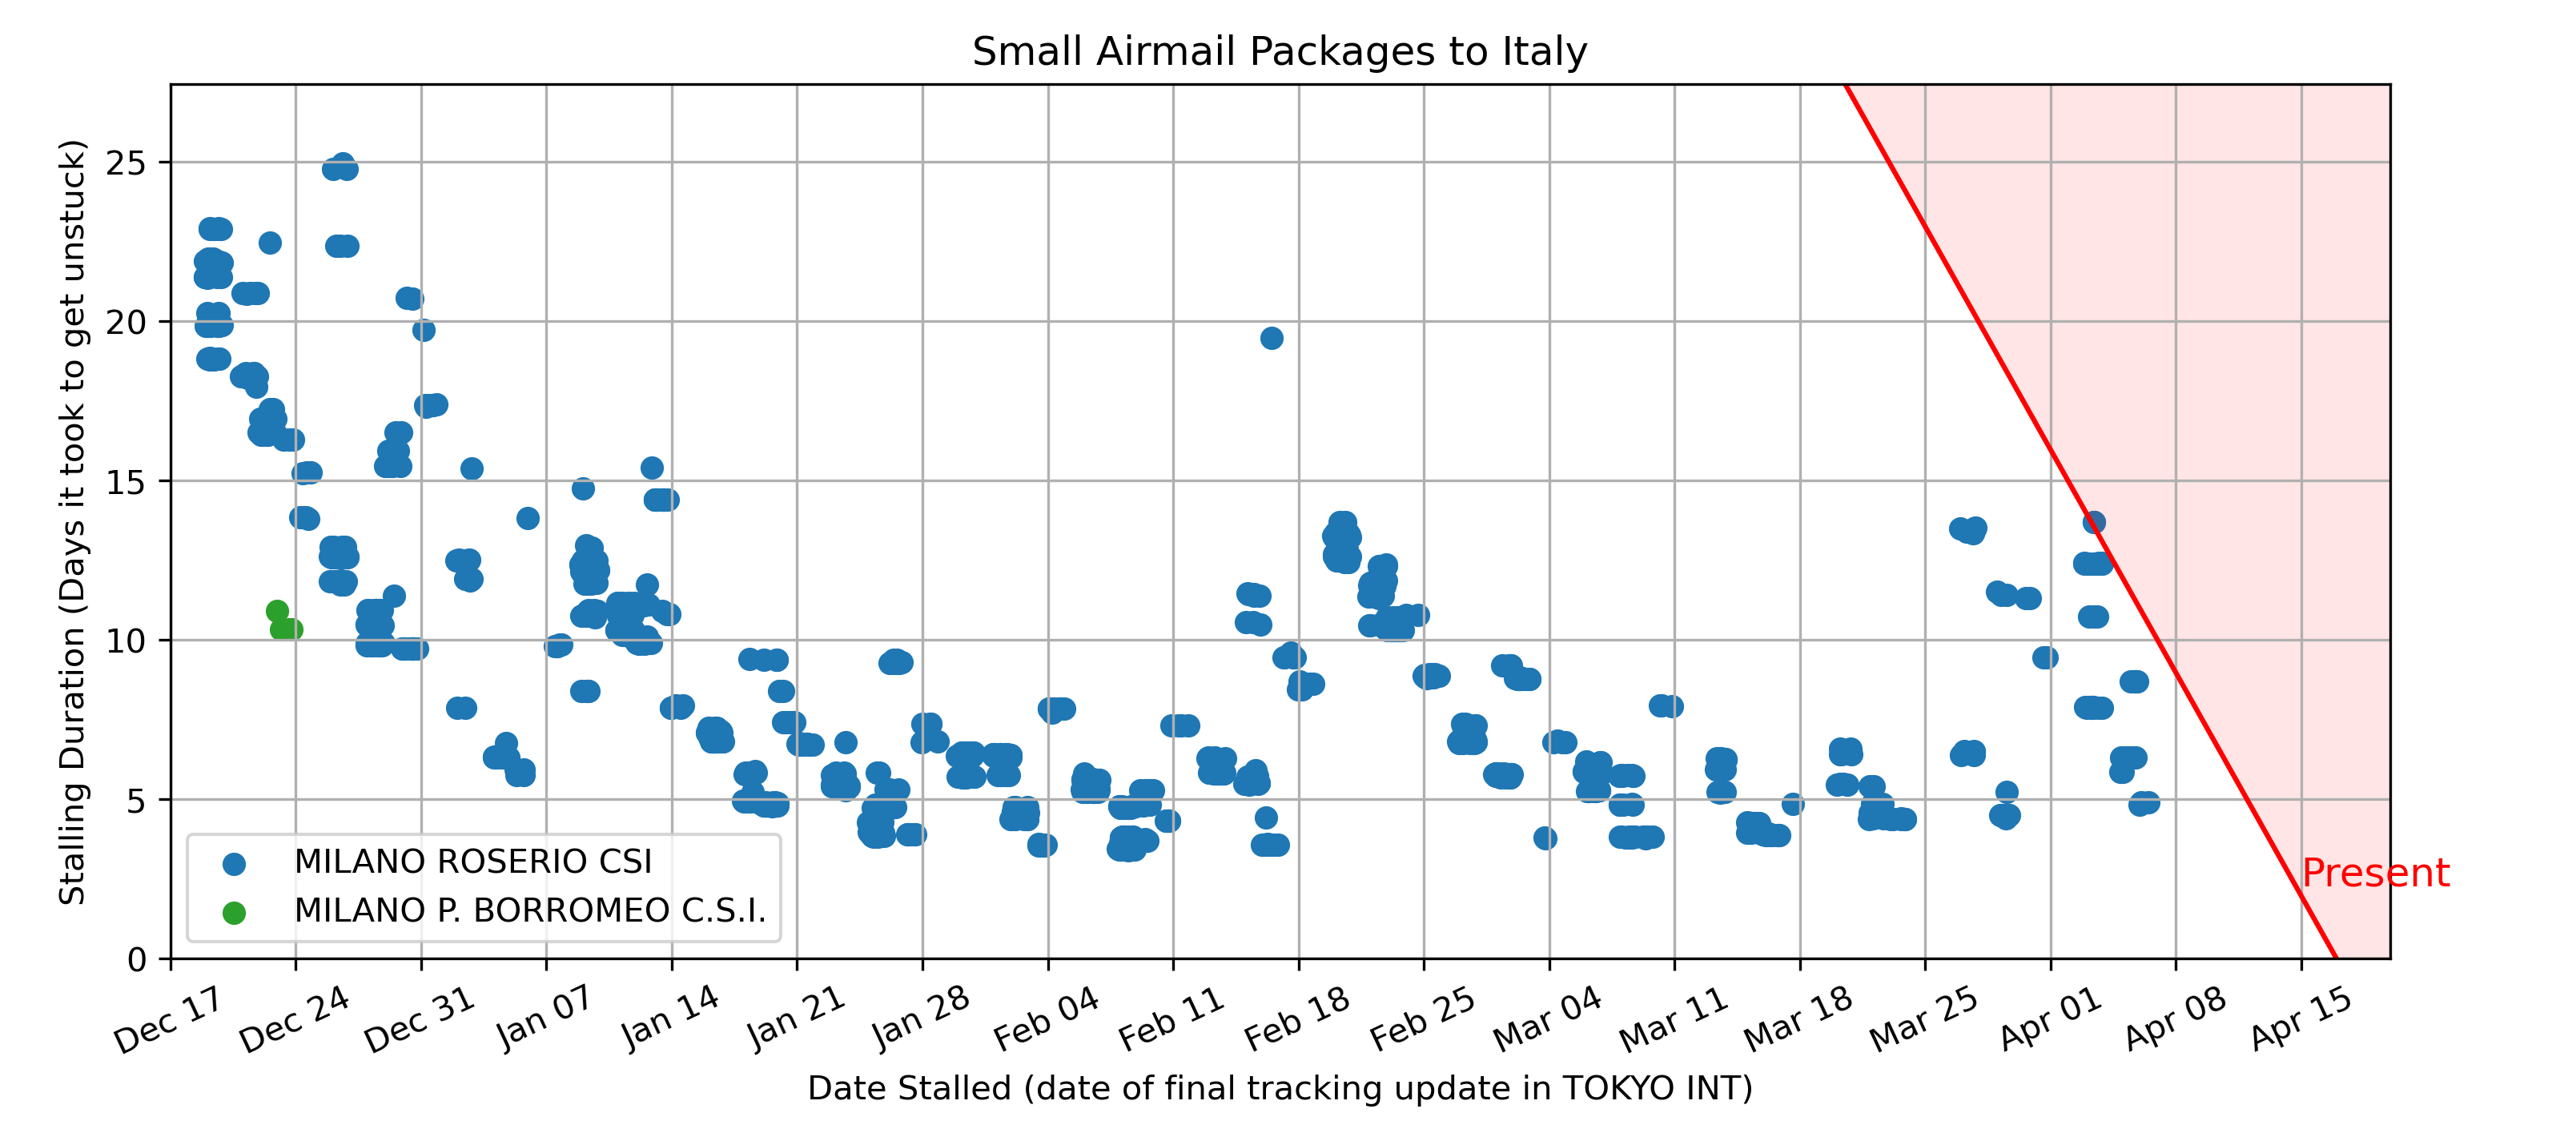 Small Airmail Packages to Italy
Stalling Duration (Days it took to get unstuck)
25
20
15
10
5
0
MILANO ROSERIO CSI
MILANO P. BORROMEO C.S.I.
Present
Dec 17
Dec 24
Dec 31
Jan 07
Jan 14
Jan 21
Jan 28
Feb 04
Feb 11
Feb 18
Feb 25
Mar 04
Mar 11
Mar 18
Mar 25
Apr 01
Apr 08
Apr 15
Date Stalled (date of final tracking update in TOKYO INT)